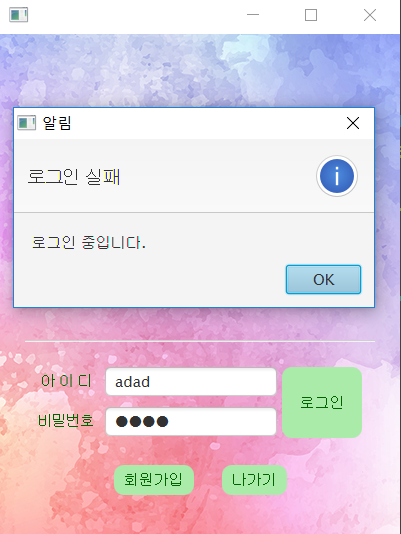 알림
로그인 실패
로그인 중입니다.
OK
아 이 디
adad
로그인
비밀번호
●●●●
회원가입
나가기